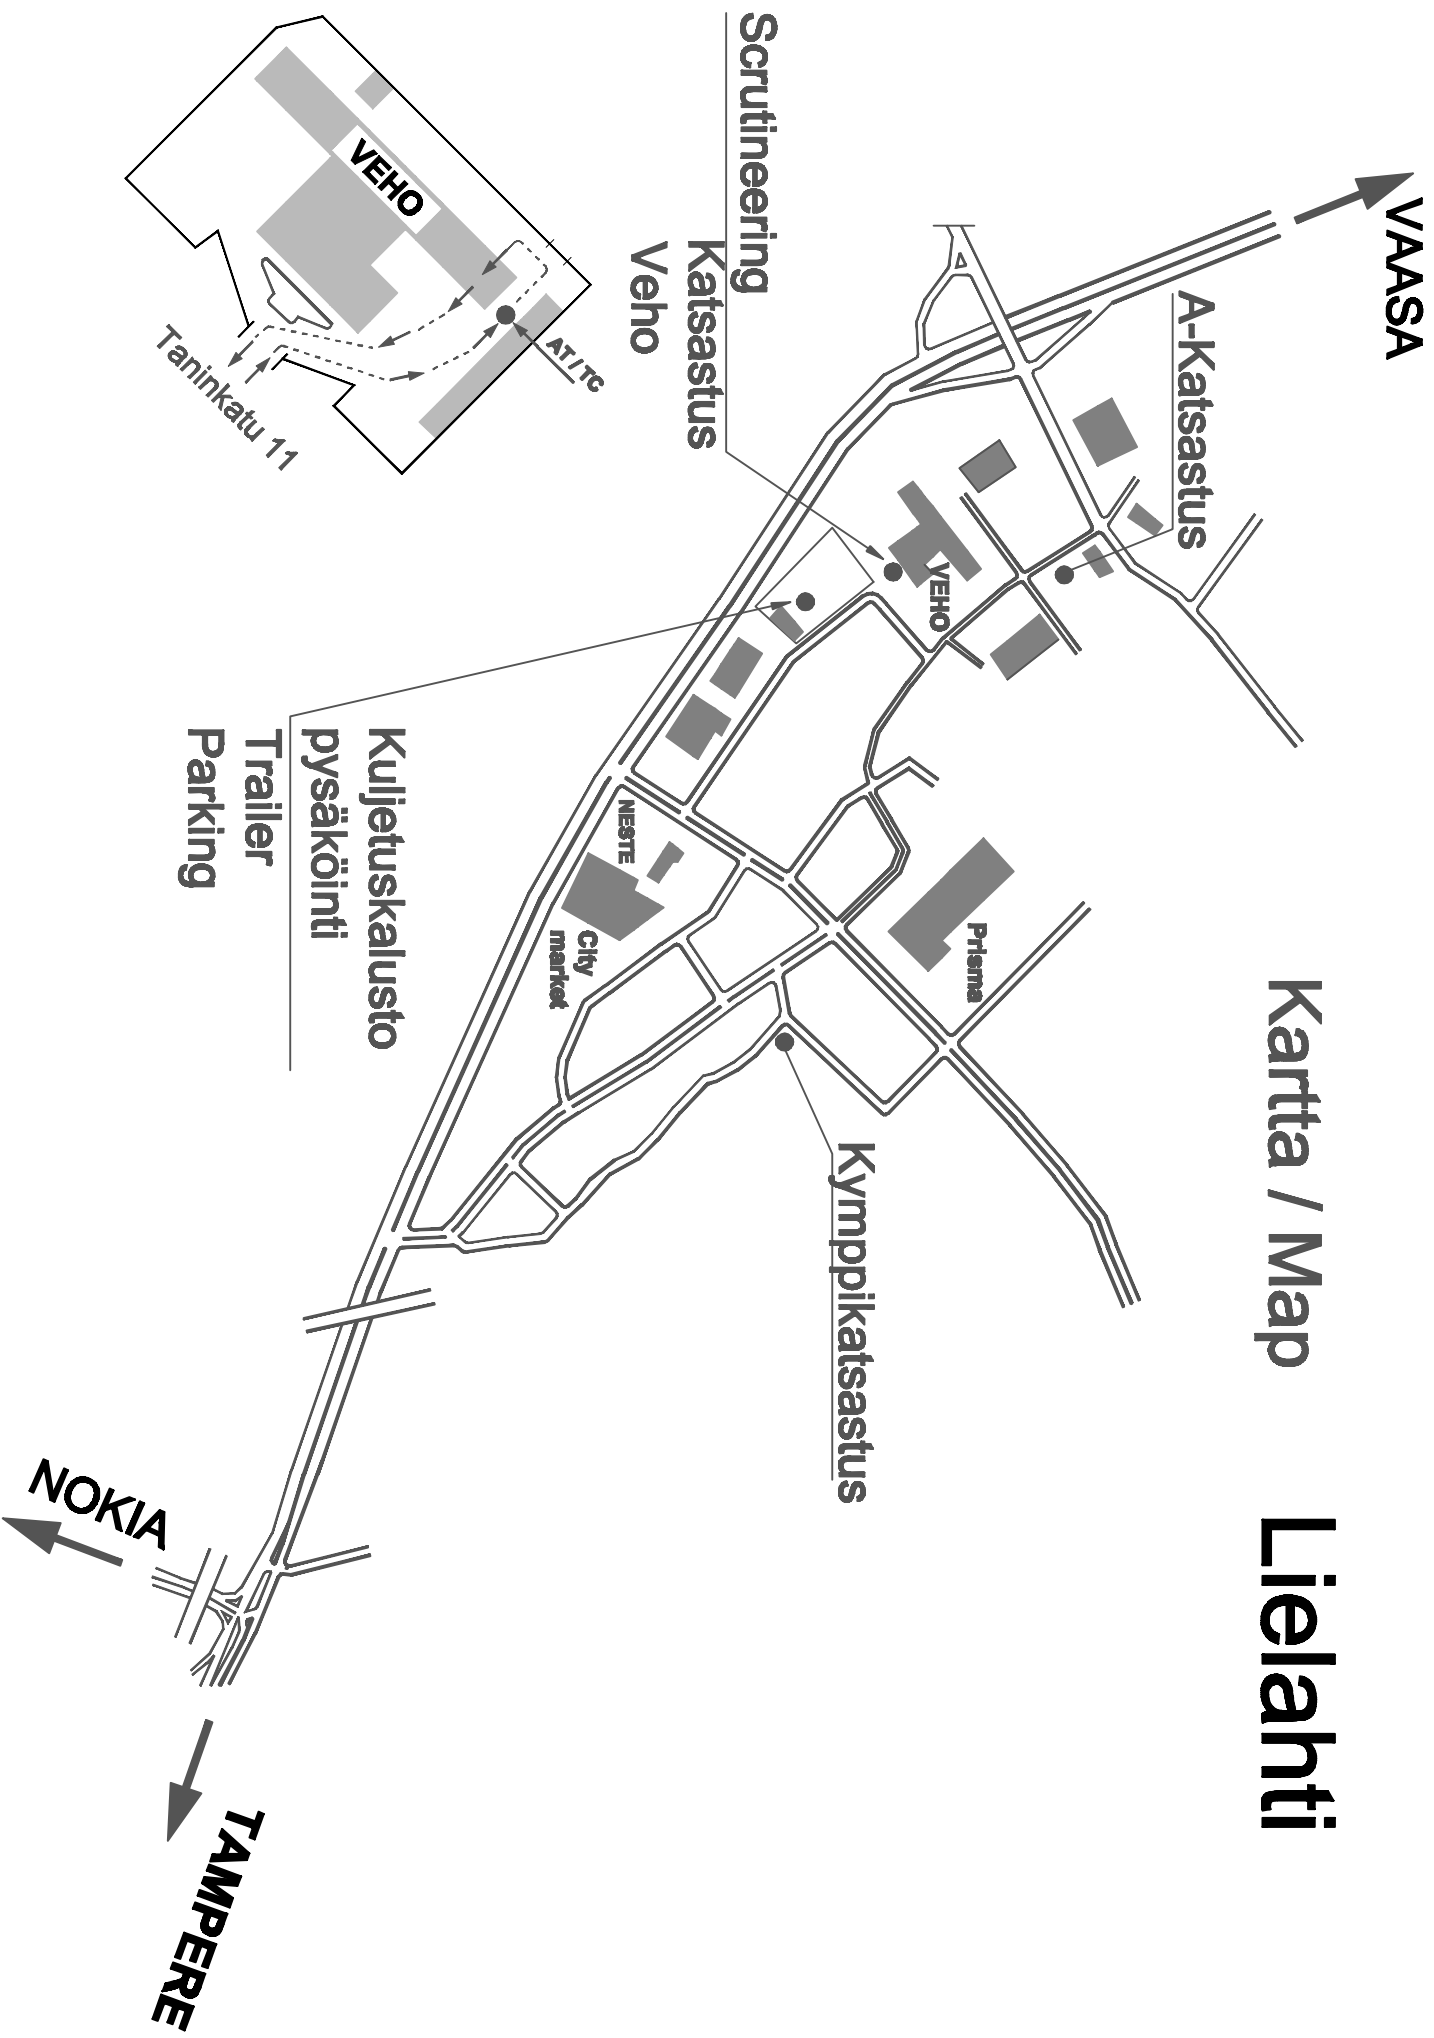 Kartta / Map
Lielahti
VAASA
A-Katsastus
Scrutineering
Katsastus
Veho
VEHO
AT / TC
Taninkatu 11
VEHO
Prisma
NESTE
City
market
Kymppikatsastus
Kuljetuskalusto
pysäköinti
Trailer
Parking
NOKIA
TAMPERE